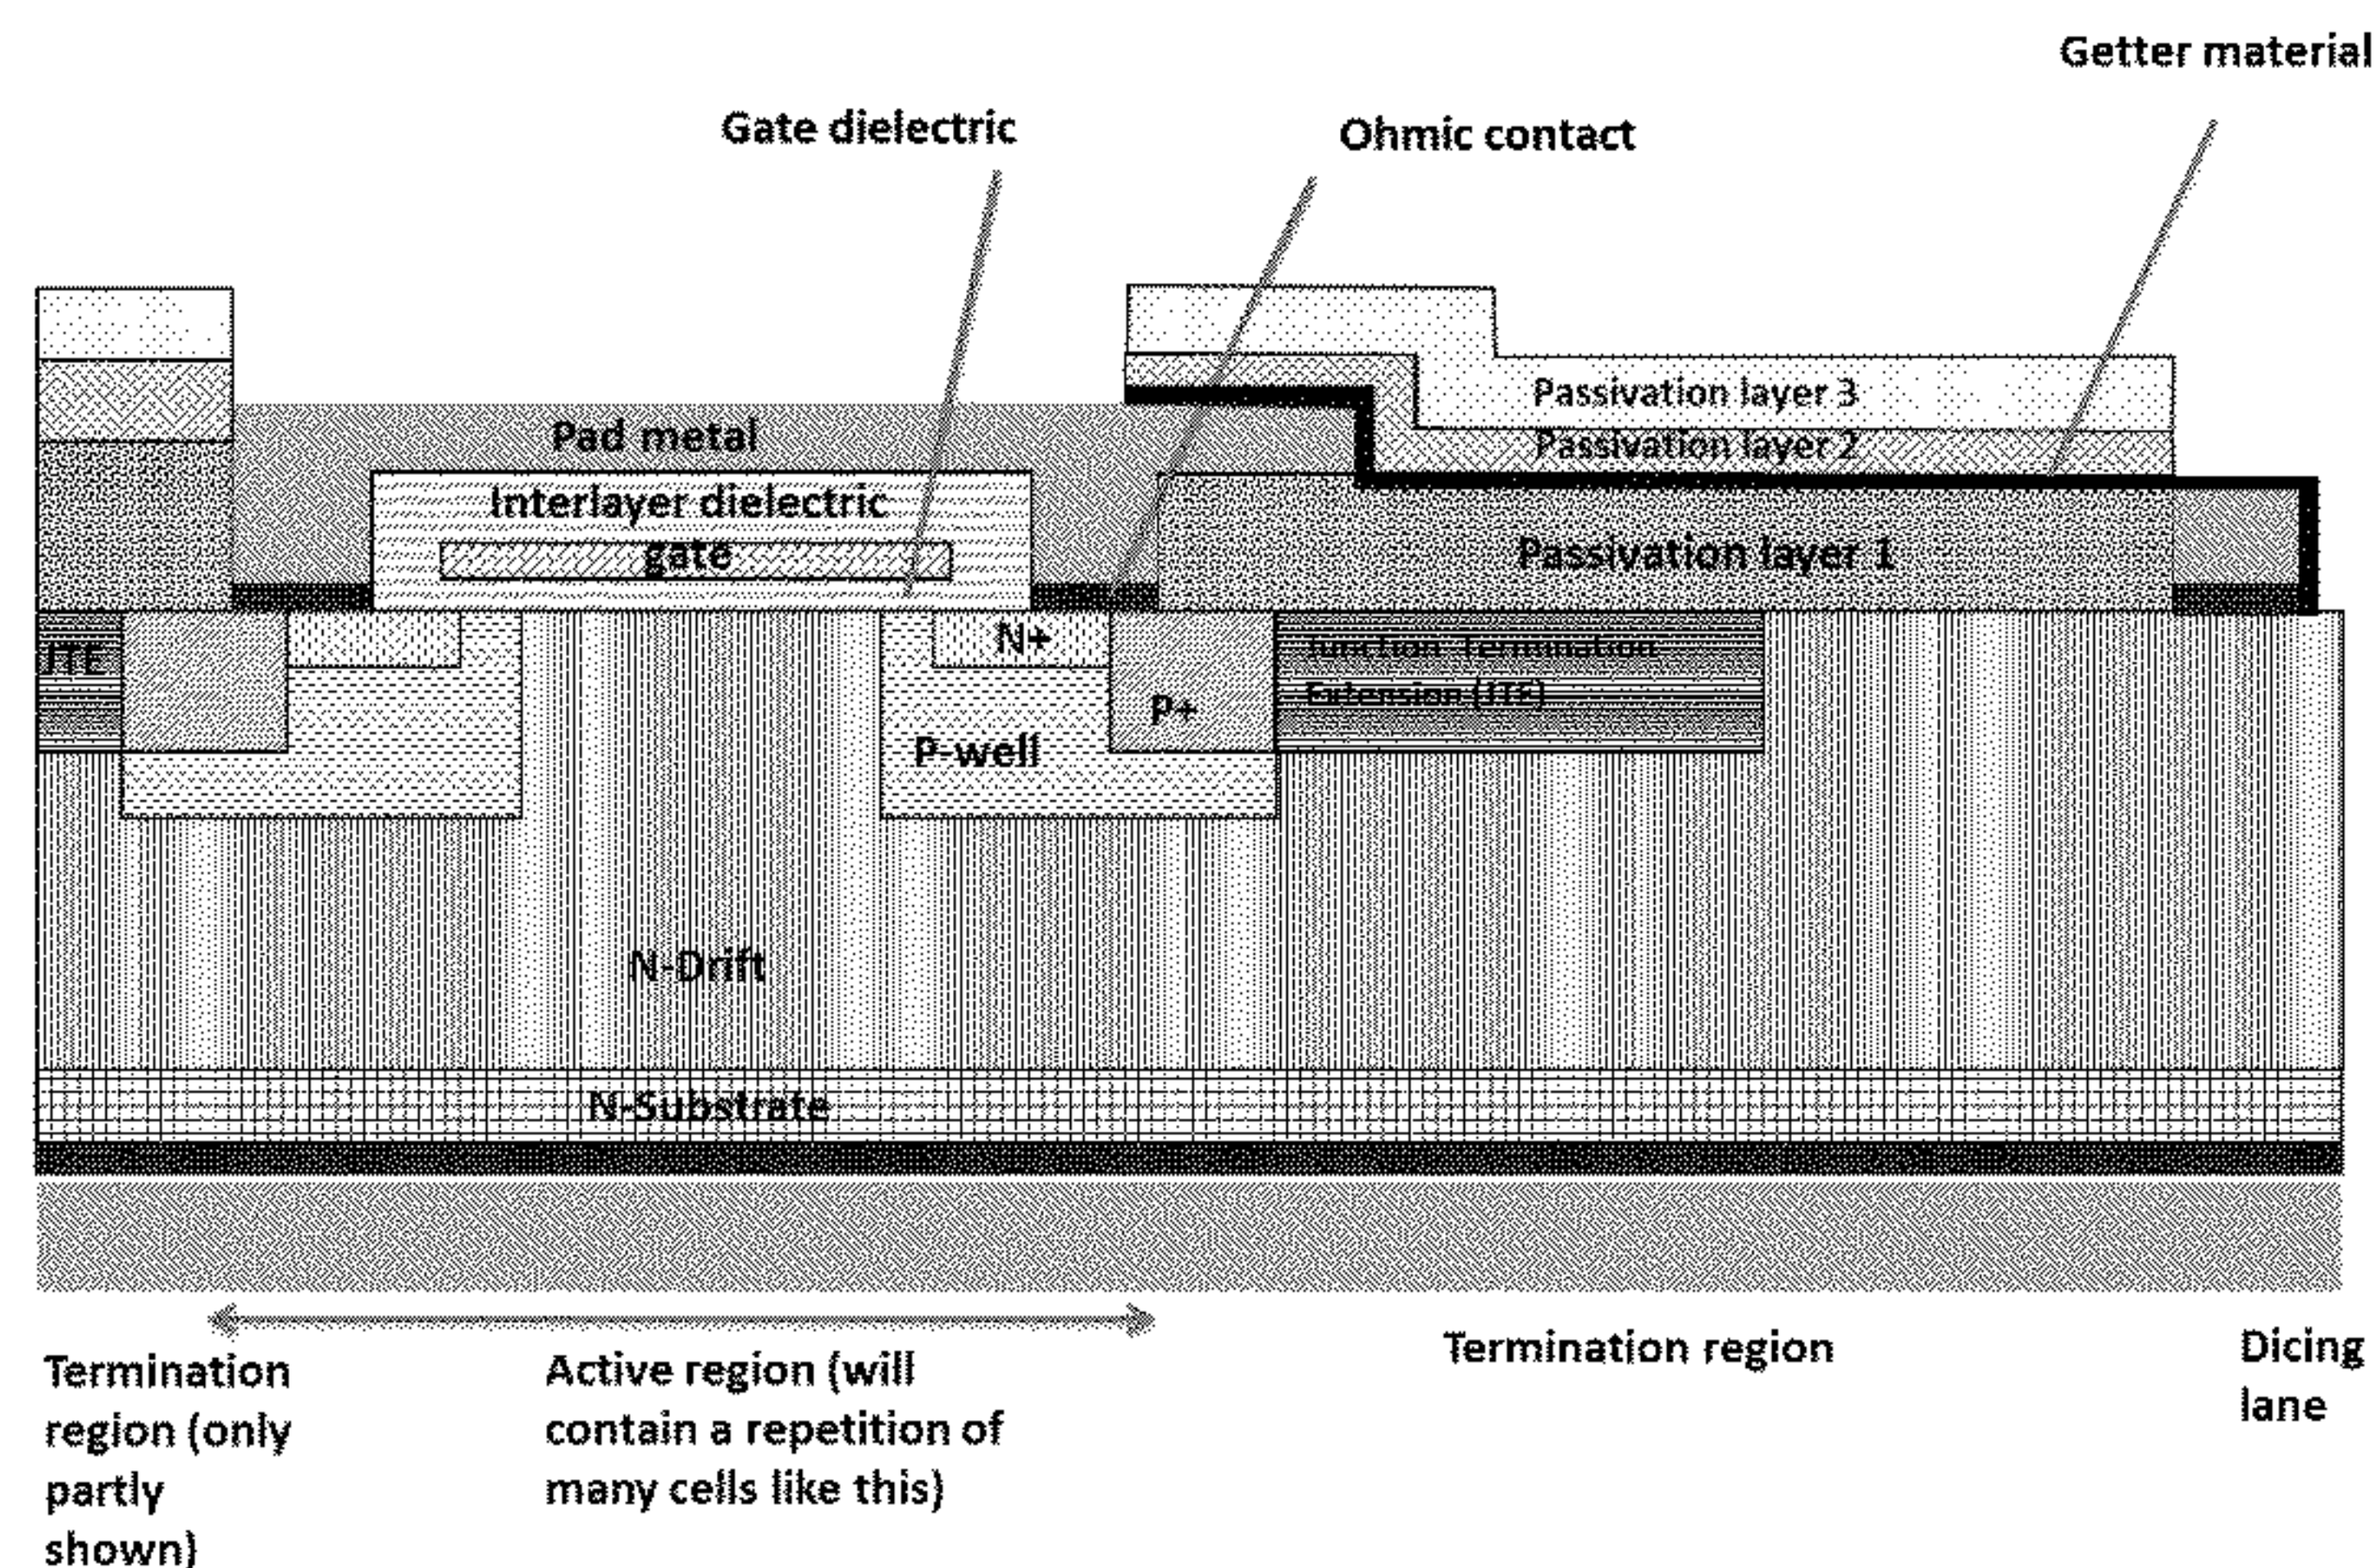 Getter material
Gate dielectric
Ohmic contact
Passivation layer 3
Pad metal
Passivation layer 2
Interlayer dielectric
gate
Passivation layer 1
JTE
N+
Junction Termination
Extension (JTE)
P+
P-well
N-Drift
N-Substrate
Termination
region (only
partly
shown)
Active region (will
contain a repetition of
many cells like this)
Termination region
Dicing
lane